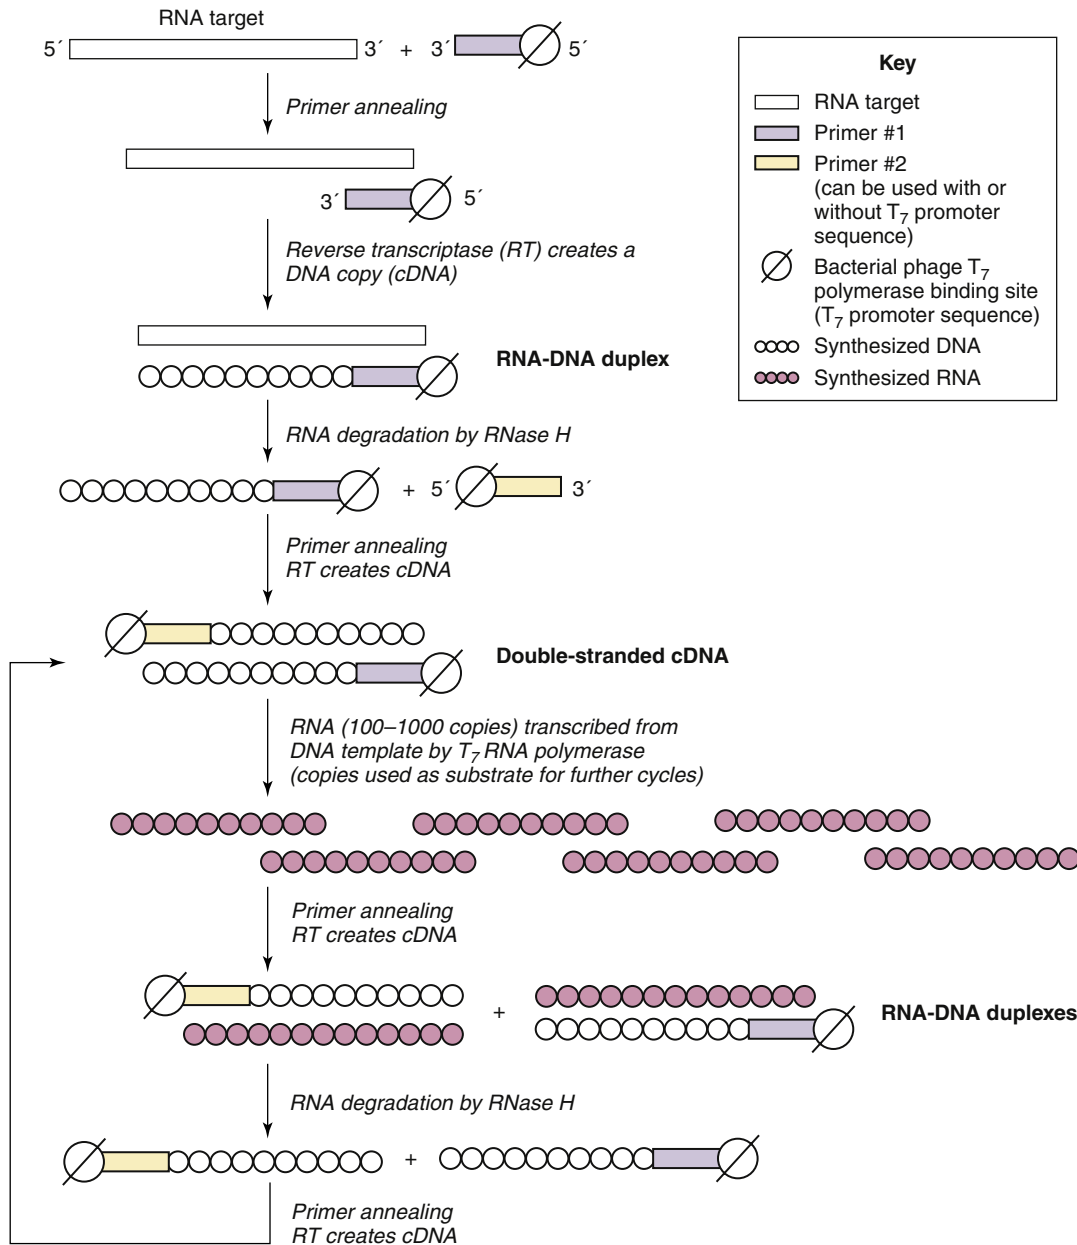 RNA target
5´ 3´ + 3´ 5´
Primer annealing
3´ 5´
Reverse transcriptase (RT) creates a
DNA copy (cDNA)
RNA-DNA duplex
RNA degradation by RNase H
+ 5´ 3´
Primer annealing
RT creates cDNA
Double-stranded cDNA
RNA (100–1000 copies) transcribed from
DNA template by T7 RNA polymerase
(copies used as substrate for further cycles)
Primer annealing
RT creates cDNA
+
RNA-DNA duplexes
RNA degradation by RNase H
+
Primer annealing
RT creates cDNA
Key
RNA target
Primer #1
Primer #2
(can be used with or
without T7 promoter
sequence)
Bacterial phage T7
polymerase binding site
(T7 promoter sequence)
Synthesized DNA
Synthesized RNA